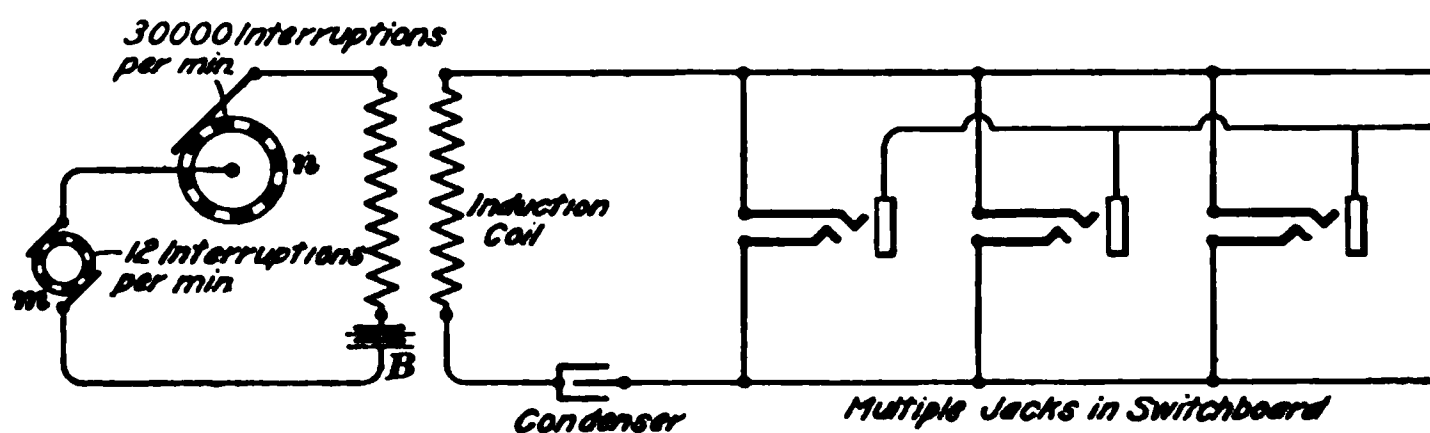 30000 Interruptions
per min
n
Induction
Coil
12 Interruptions
per min
m
B
Condenser
Multiple Jacks in Switchboard